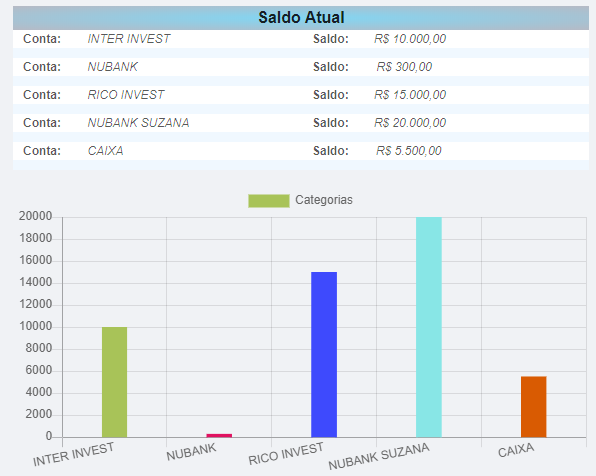 Saldo Atual
Conta: INTER INVEST Saldo: R$ 10.000,00
Conta: NUBANK Saldo: R$ 300,00
Conta: RICO INVEST Saldo: R$ 15.000,00
Conta: NUBANK SUZANA Saldo: R$ 20.000,00
Conta: CAIXA Saldo: R$ 5.500,00
Categorias
20000
18000
16000
14000
12000
10000
8000
6000
4000
2000
0
INTER INVEST NUBANK RICO INVEST NUBANK SUZANA CAIXA